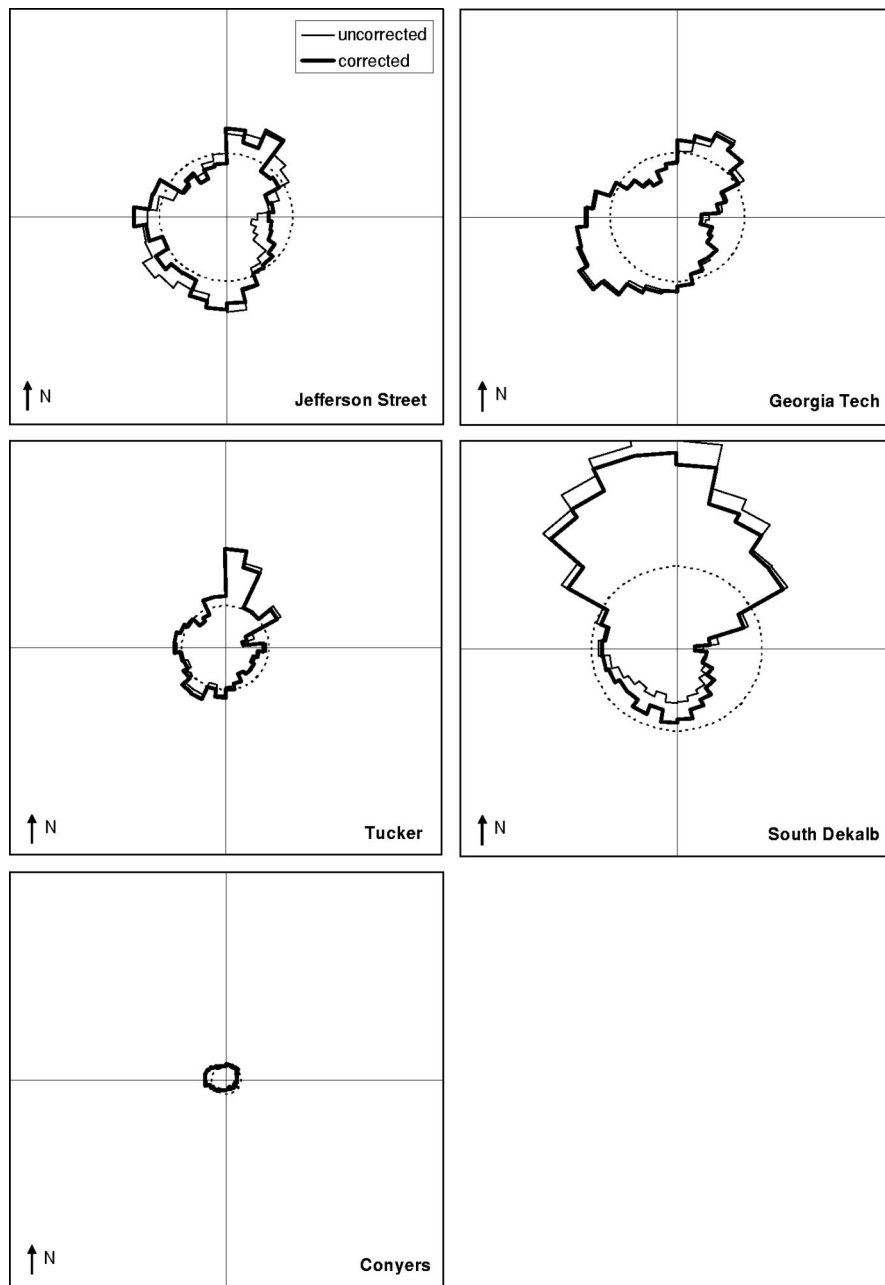 uncorrected
corrected
N
Jefferson Street
N
Georgia Tech
N
Tucker
N
South Dekalb
N
Conyers